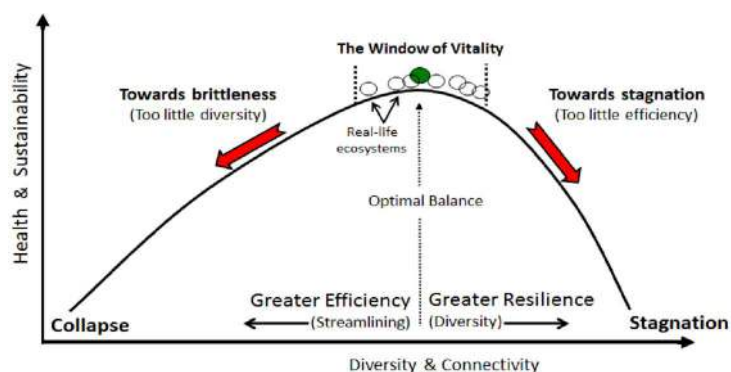 The Window of Vitality
Towards brittleness
(Too little diversity)
Towards stagnation
(Too little efficiency)
Real-life
ecosystems
Health & Sustainability
Optimal Balance
Greater Efficiency
(Streamlining)
Greater Resilience
(Diversity)
Collapse
Stagnation
Diversity & Connectivity